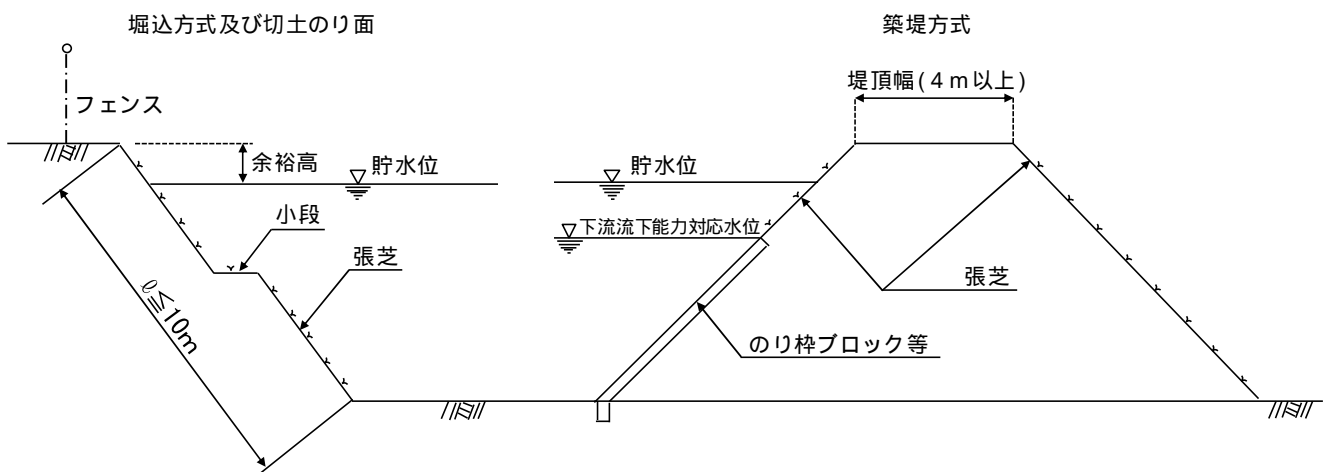 堀込方式及び切土のり面
築堤方式
堤頂幅(4m以上)
フェンス
余裕高
貯水位
貯水位
小段
下流流下能力対応水位
張芝
張芝
ℓ≦10m
のり枠ブロック等